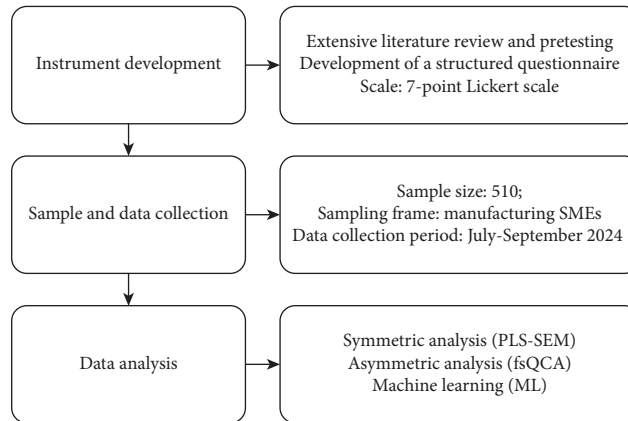 Instrument development
Extensive literature review and pretesting
Development of a structured questionnaire
Scale: 7-point Lickert scale
Sample and data collection
Sample size: 510;
Sampling frame: manufacturing SMEs
Data collection period: July-September 2024
Data analysis
Symmetric analysis (PLS-SEM)
Asymmetric analysis (fsQCA)
Machine learning (ML)